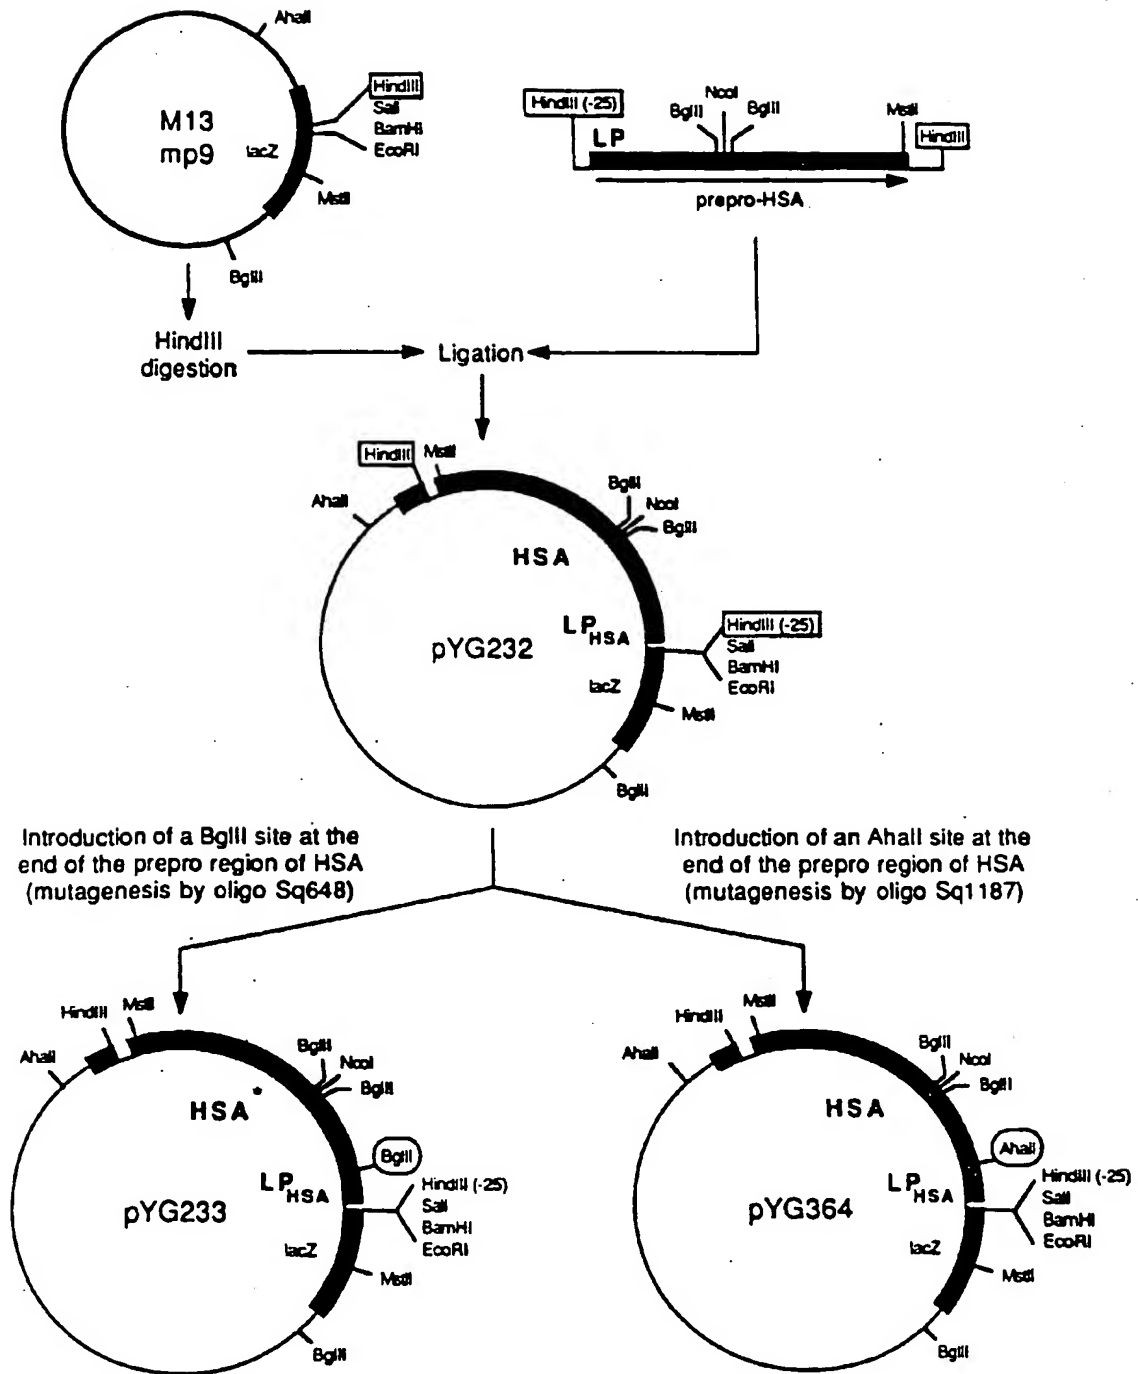 AhaII
HindIII
SalI
BamHI
EcoRI
M13
mp9
lacZ
MstII
BglII
HindIII (-25)
LP
NcoI
BglII
BglII
MstII
HindIII
prepro-HSA
HindIII
digestion
Ligation
HindIII
MstII
AhaII
BglII
NcoI
BglII
HSA
LP HSA
pYG232
HindIII (-25)
SalI
BamHI
EcoRI
lacZ
MstII
BglII
Introduction of a BglII site at the
end of the prepro region of HSA
(mutagenesis by oligo Sq648)
Introduction of an AhaII site at the
end of the prepro region of HSA
(mutagenesis by oligo Sq1187)
HindIII
MstII
AhaII
BglII
NcoI
BglII
HSA*
BglII
LP HSA
pYG233
HindIII (-25)
SalI
BamHI
EcoRI
lacZ
MstII
BglII
HindIII
MstII
AhaII
BglII
NcoI
BglII
HSA
AhaII
LP HSA
pYG364
HindIII (-25)
SalI
BamHI
EcoRI
lacZ
MstII
BglII